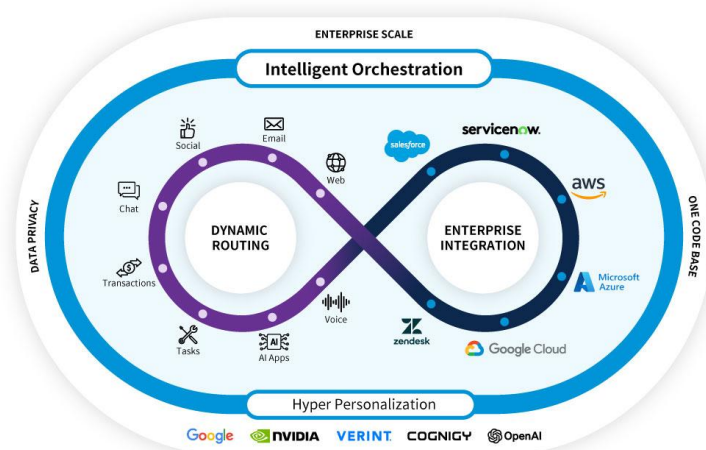 ENTERPRISE SCALE
Intelligent Orchestration
Social
Email
Web
Chat
Transactions
Tasks
AI
AI Apps
Voice
DYNAMIC
ROUTING
salesforce
servicenow.
aws
Microsoft
Azure
Google Cloud
zendesk
ENTERPRISE
INTEGRATION
DATA PRIVACY
ONE CODE BASE
Hyper Personalization
Google
NVIDIA
VERINT.
COGNIGY
OpenAI